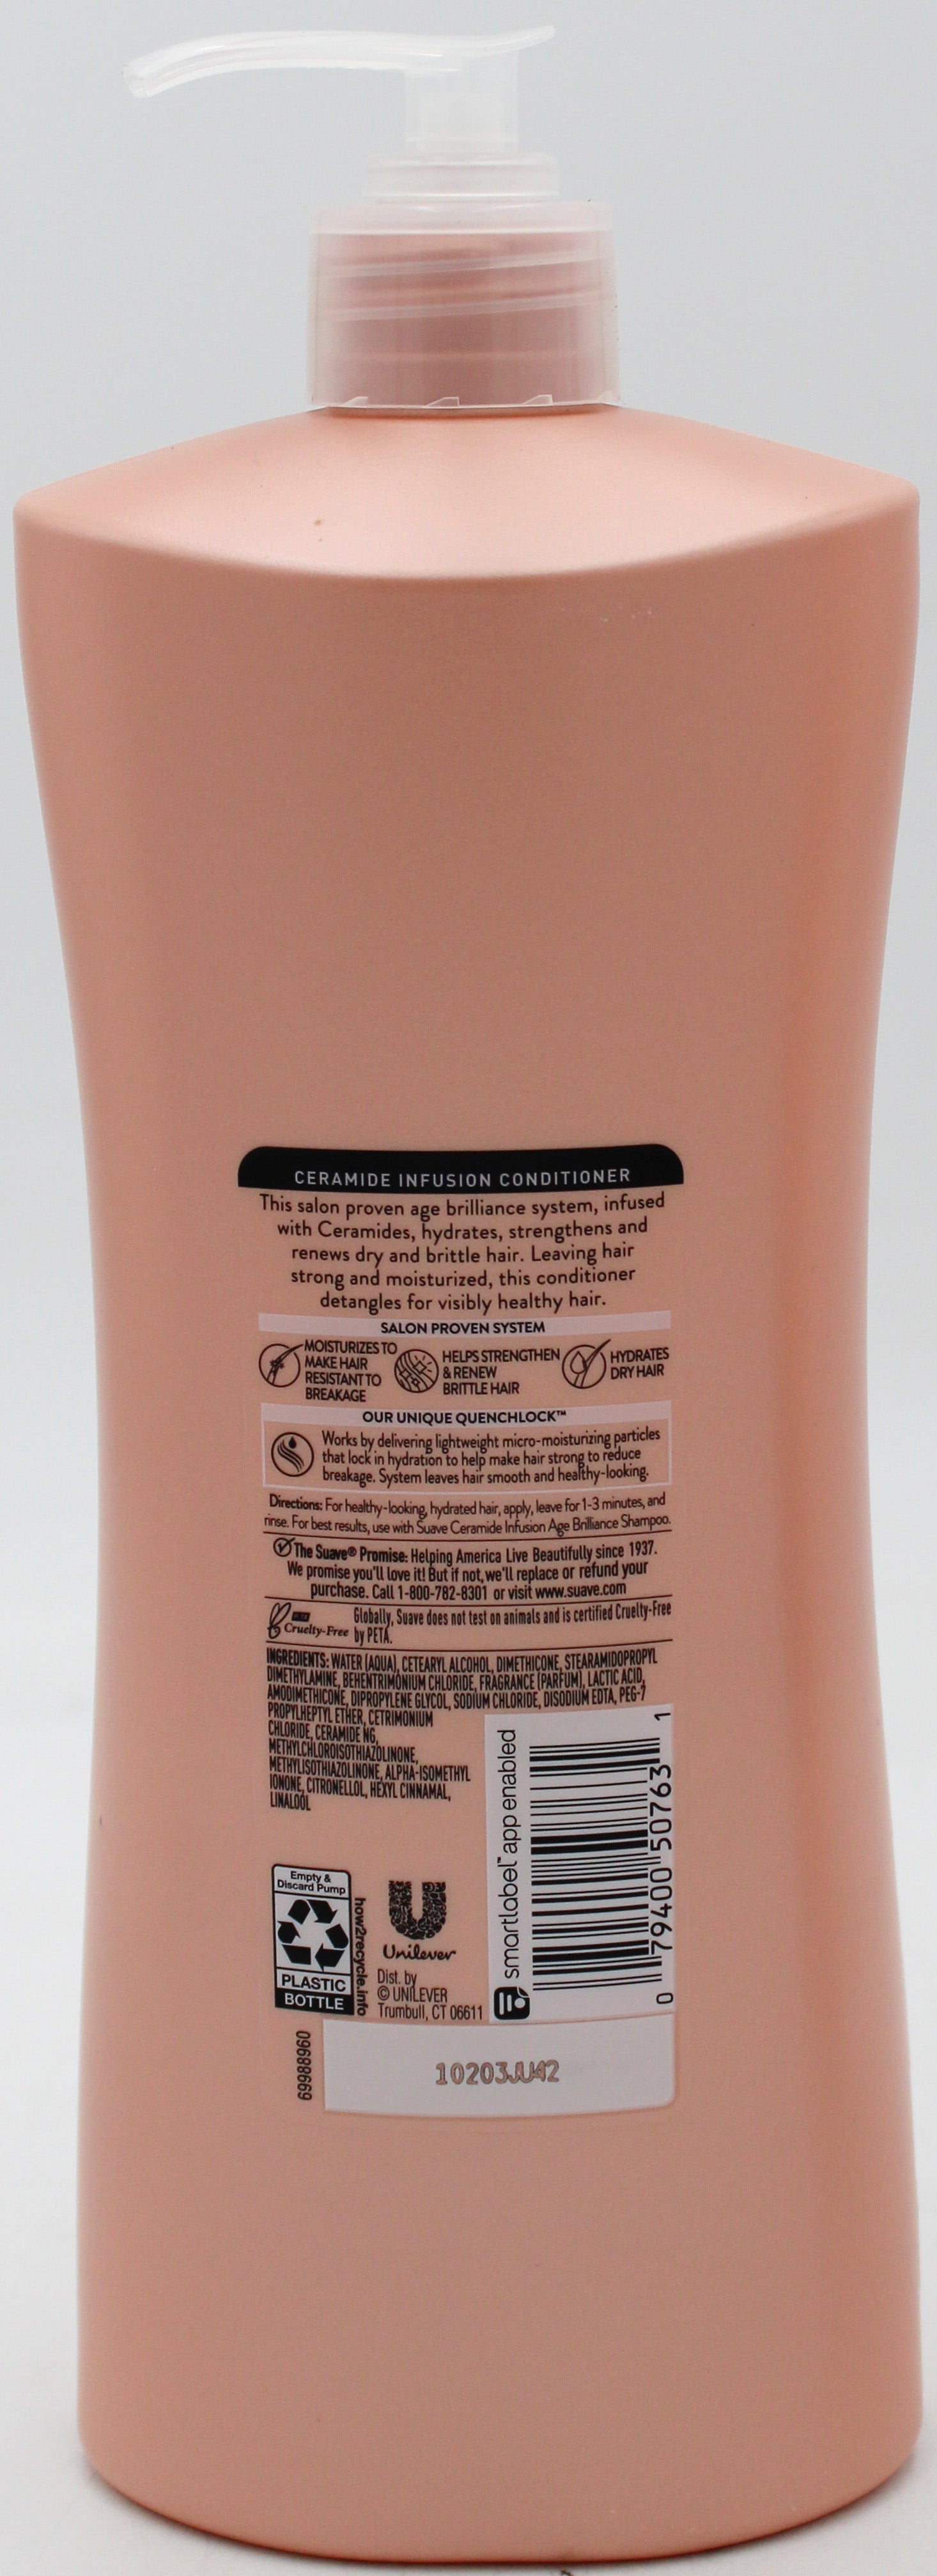 CERAMIDE INFUSION CONDITIONER
This salon proven age brilliance system, infused
with Ceramides, hydrates, strengthens and
renews dry and brittle hair. Leaving hair
strong and moisturized, this conditioner
detangles for visibly healthy hair.
SALON PROVEN SYSTEM
MOISTURIZES TO
MAKE HAIR
RESISTANT TO
BREAKAGE
HELPS STRENGTHEN
& RENEW
BRITTLE HAIR
HYDRATES
DRY HAIR
OUR UNIQUE QUENCHLOCK™
Works by delivering lightweight micro-moisturizing particles
that lock in hydration to help make hair strong to reduce
breakage. System leaves hair smooth and healthy-looking.
Directions: For healthy-looking, hydrated hair, apply, leave for 1-3 minutes, and
rinse. For best results, use with Suave Ceramide Infusion Age Brilliance Shampoo.
The Suave® Promise: Helping America Live Beautifully since 1937.
We promise you'll love it! But if not, we'll replace or refund your
purchase. Call 1-800-782-8301 or visit www.suave.com
Cruelty-Free
Globally, Suave does not test on animals and is certified Cruelty-Free
by PETA.
INGREDIENTS: WATER (AQUA), CETEARYL ALCOHOL, DIMETHICONE, STEARAMIDOPROPYL
DIMETHYLAMINE, BEHENTRIMONIUM CHLORIDE, FRAGRANCE (PARFUM), LACTIC ACID,
AMODIMETHICONE, DIPROPYLENE GLYCOL, SODIUM CHLORIDE, DISODIUM EDTA, PEG-7
PROPYLHEPTYL ETHER, CETRIMONIUM
CHLORIDE, CERAMIDE NG,
METHYLCHLOROISOTHIAZOLINONE,
METHYLISOTHIAZOLINONE, ALPHA-ISOMETHYL
IONONE, CITRONELLOL, HEXYL CINNAMAL,
LINALOOL
smartlabel™ app enabled
0 79400 50763 1
Empty &
Discard Pump
PLASTIC
BOTTLE
how2recycle.info
Unilever
Dist. by
© UNILEVER
Trumbull, CT 06611
69988960
10203JU42